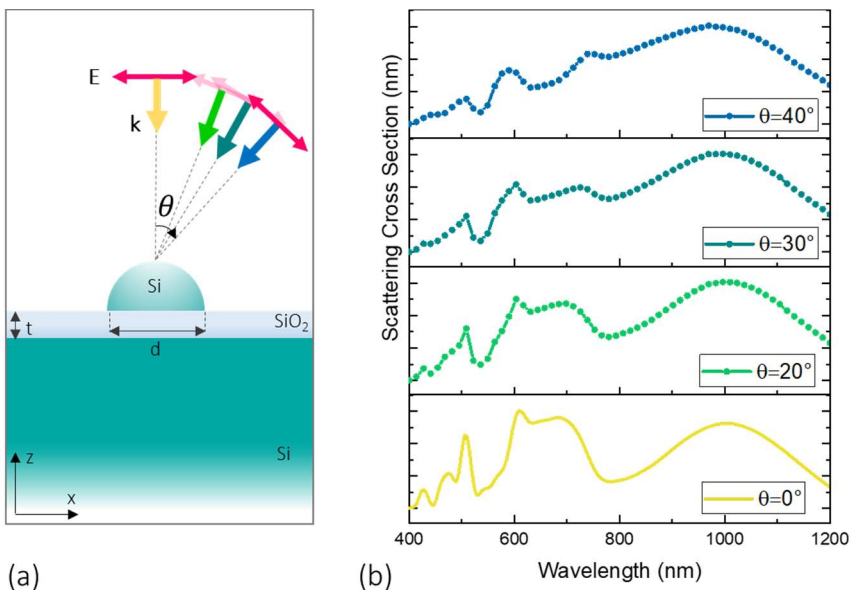 E
k
θ
Si
t
SiO₂
d
z
Si
x
(a)
Scattering Cross Section (nm)
θ=40°
θ=30°
θ=20°
θ=0°
400 600 800 1000 1200
Wavelength (nm)
(b)